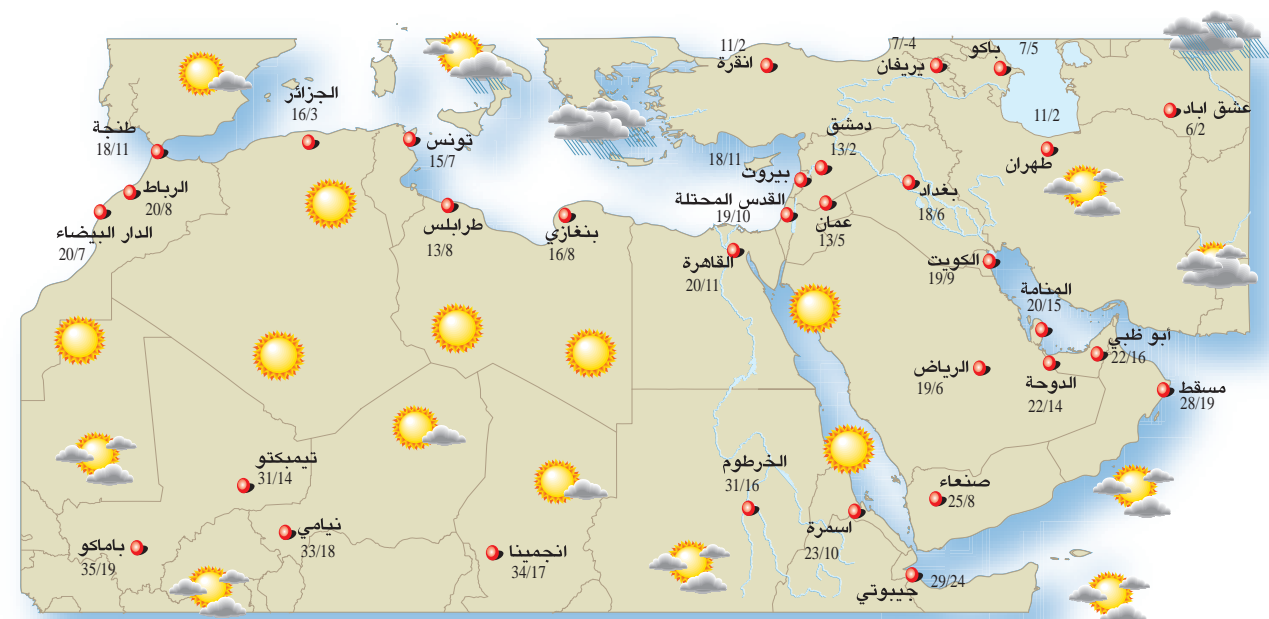 11/2
انقرة
7/-4
يريفان
باكو
7/5
عشق اباد
6/2
11/2
طهران
الجزائر
16/3
طنجة
18/11
تونس
15/7
دمشق
13/2
18/11
بيروت
بغداد
18/6
القدس المحتلة
19/10
عمان
13/5
الرباط
20/8
الدار البيضاء
20/7
طرابلس
13/8
بنغازي
16/8
القاهرة
20/11
الكويت
19/9
المنامة
20/15
أبو ظبي
22/16
الرياض
19/6
الدوحة
22/14
مسقط
28/19
تيمبكتو
31/14
الخرطوم
31/16
صنعاء
25/8
اسمرة
23/10
نيامي
33/18
باماكو
35/19
انجمينا
34/17
29/24
جيبوتي